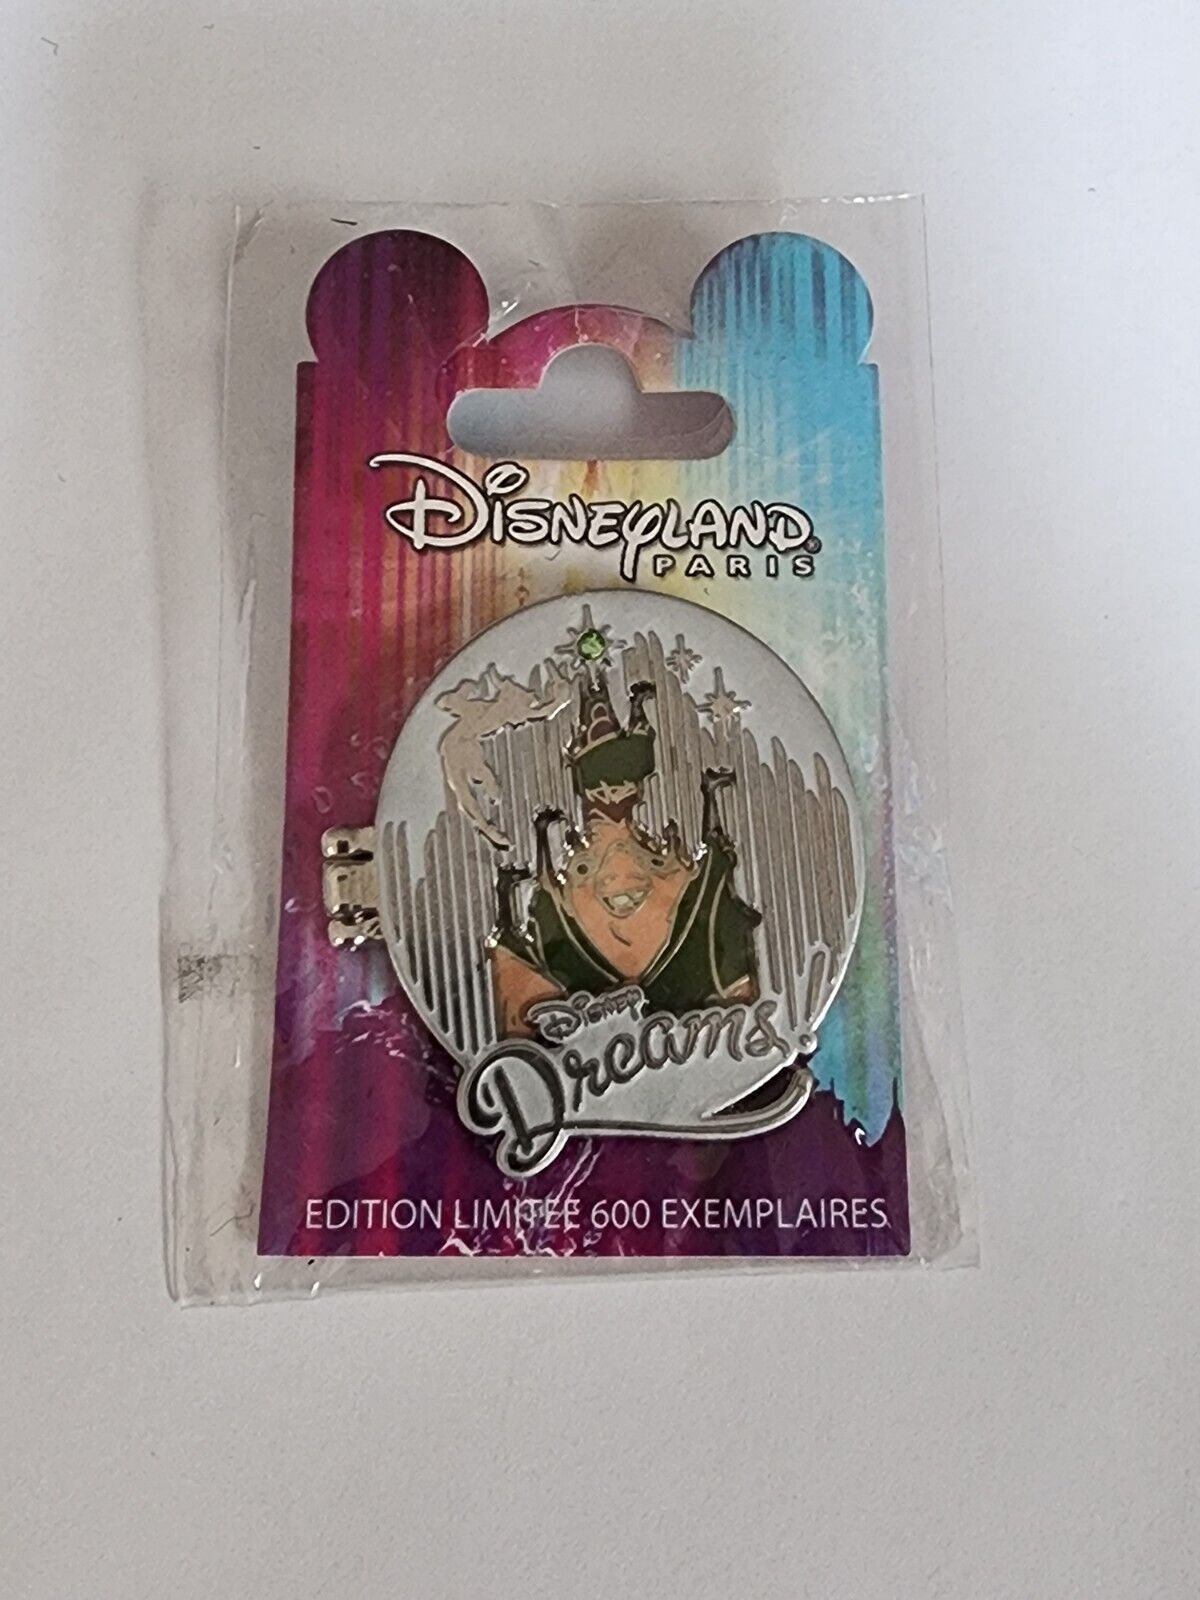 Disneyland
PARIS
Disney
Dreams!
EDITION LIMITEE 600 EXEMPLAIRES